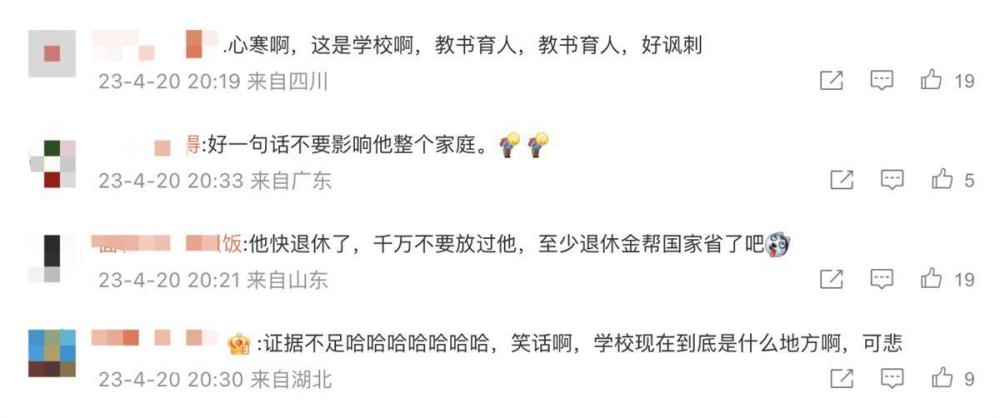 .心寒啊，这是学校啊，教书育人，教书育人，好讽刺
23-4-20 20:19 来自四川
19
:好一句话不要影响他整个家庭。
23-4-20 20:33 来自广东
5
饭:他快退休了，千万不要放过他，至少退休金帮国家省了吧
23-4-20 20:21 来自山东
19
:证据不足哈哈哈哈哈哈哈，笑话啊，学校现在到底是什么地方啊，可悲
23-4-20 20:30 来自湖北
9